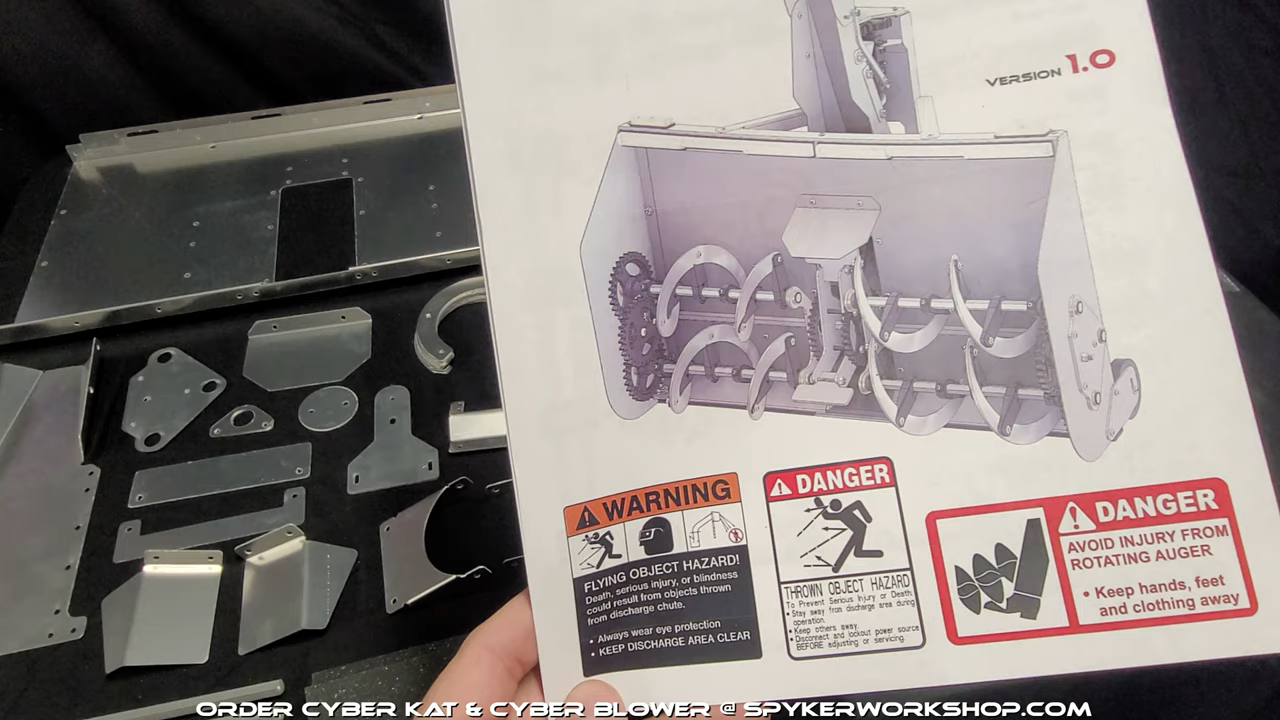 VERSION 1.0
WARNING
FLYING OBJECT HAZARD!
Death, serious injury, or blindness
could result from objects thrown
from discharge chute.
• Always wear eye protection
• KEEP DISCHARGE AREA CLEAR
DANGER
THROWN OBJECT HAZARD
To Prevent Serious Injury or Death
• Stay away from discharge area during
operation.
• Keep others away.
• Disconnect and lockout power source
BEFORE adjusting or servicing.
DANGER
AVOID INJURY FROM
ROTATING AUGER
• Keep hands, feet
and clothing away
ORDER CYBER KAT & CYBER BLOWER @ SPYKERWORKSHOP.COM